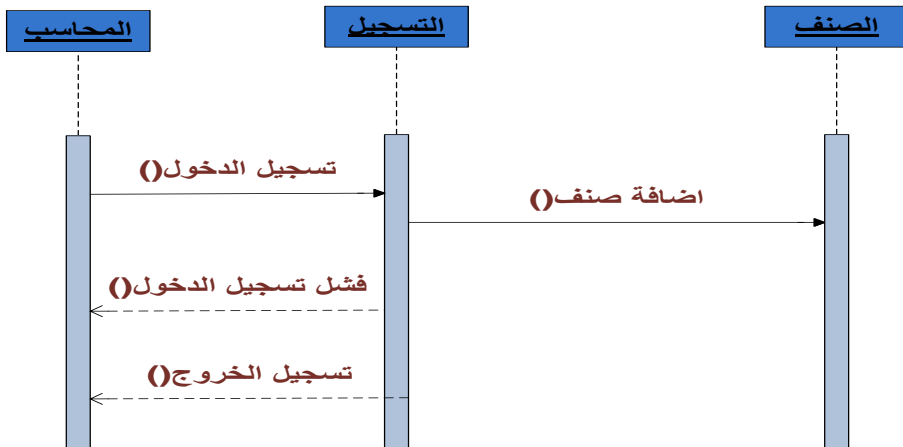 المحاسب
التسجيل
الصنف
تسجيل الدخول()
اضافة صنف()
فشل تسجيل الدخول()
تسجيل الخروج()